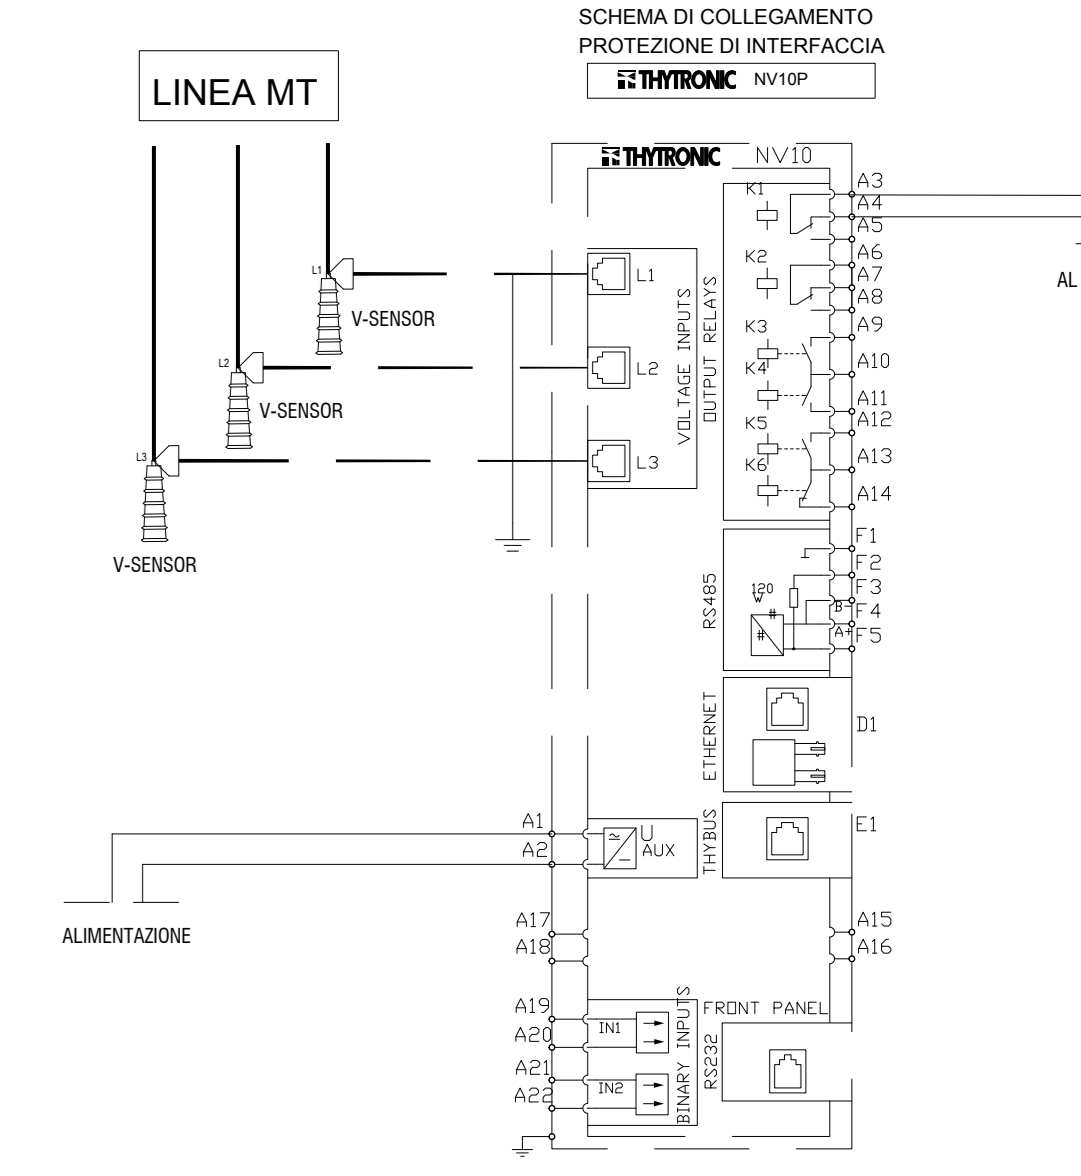 SCHEMA DI COLLEGAMENTO
PROTEZIONE DI INTERFACCIA
THYTRONIC NV10P
LINEA MT
THYTRONIC NV10
L1
V-SENSOR
L2
V-SENSOR
L3
V-SENSOR
L1
L2
L3
VOLTAGE INPUTS
OUTPUT RELAYS
K1
K2
K3
K4
K5
K6
A3
A4
A5
A6
A7
A8
A9
A10
A11
A12
A13
A14
AL
RS485
120
W
#
#
B-
A+
F1
F2
F3
F4
F5
ETHERNET
D1
THYBUS
E1
A1
A2
U
AUX
ALIMENTAZIONE
A17
A18
A15
A16
A19
A20
A21
A22
IN1
IN2
BINARY INPUTS
FRONT PANEL
RS232